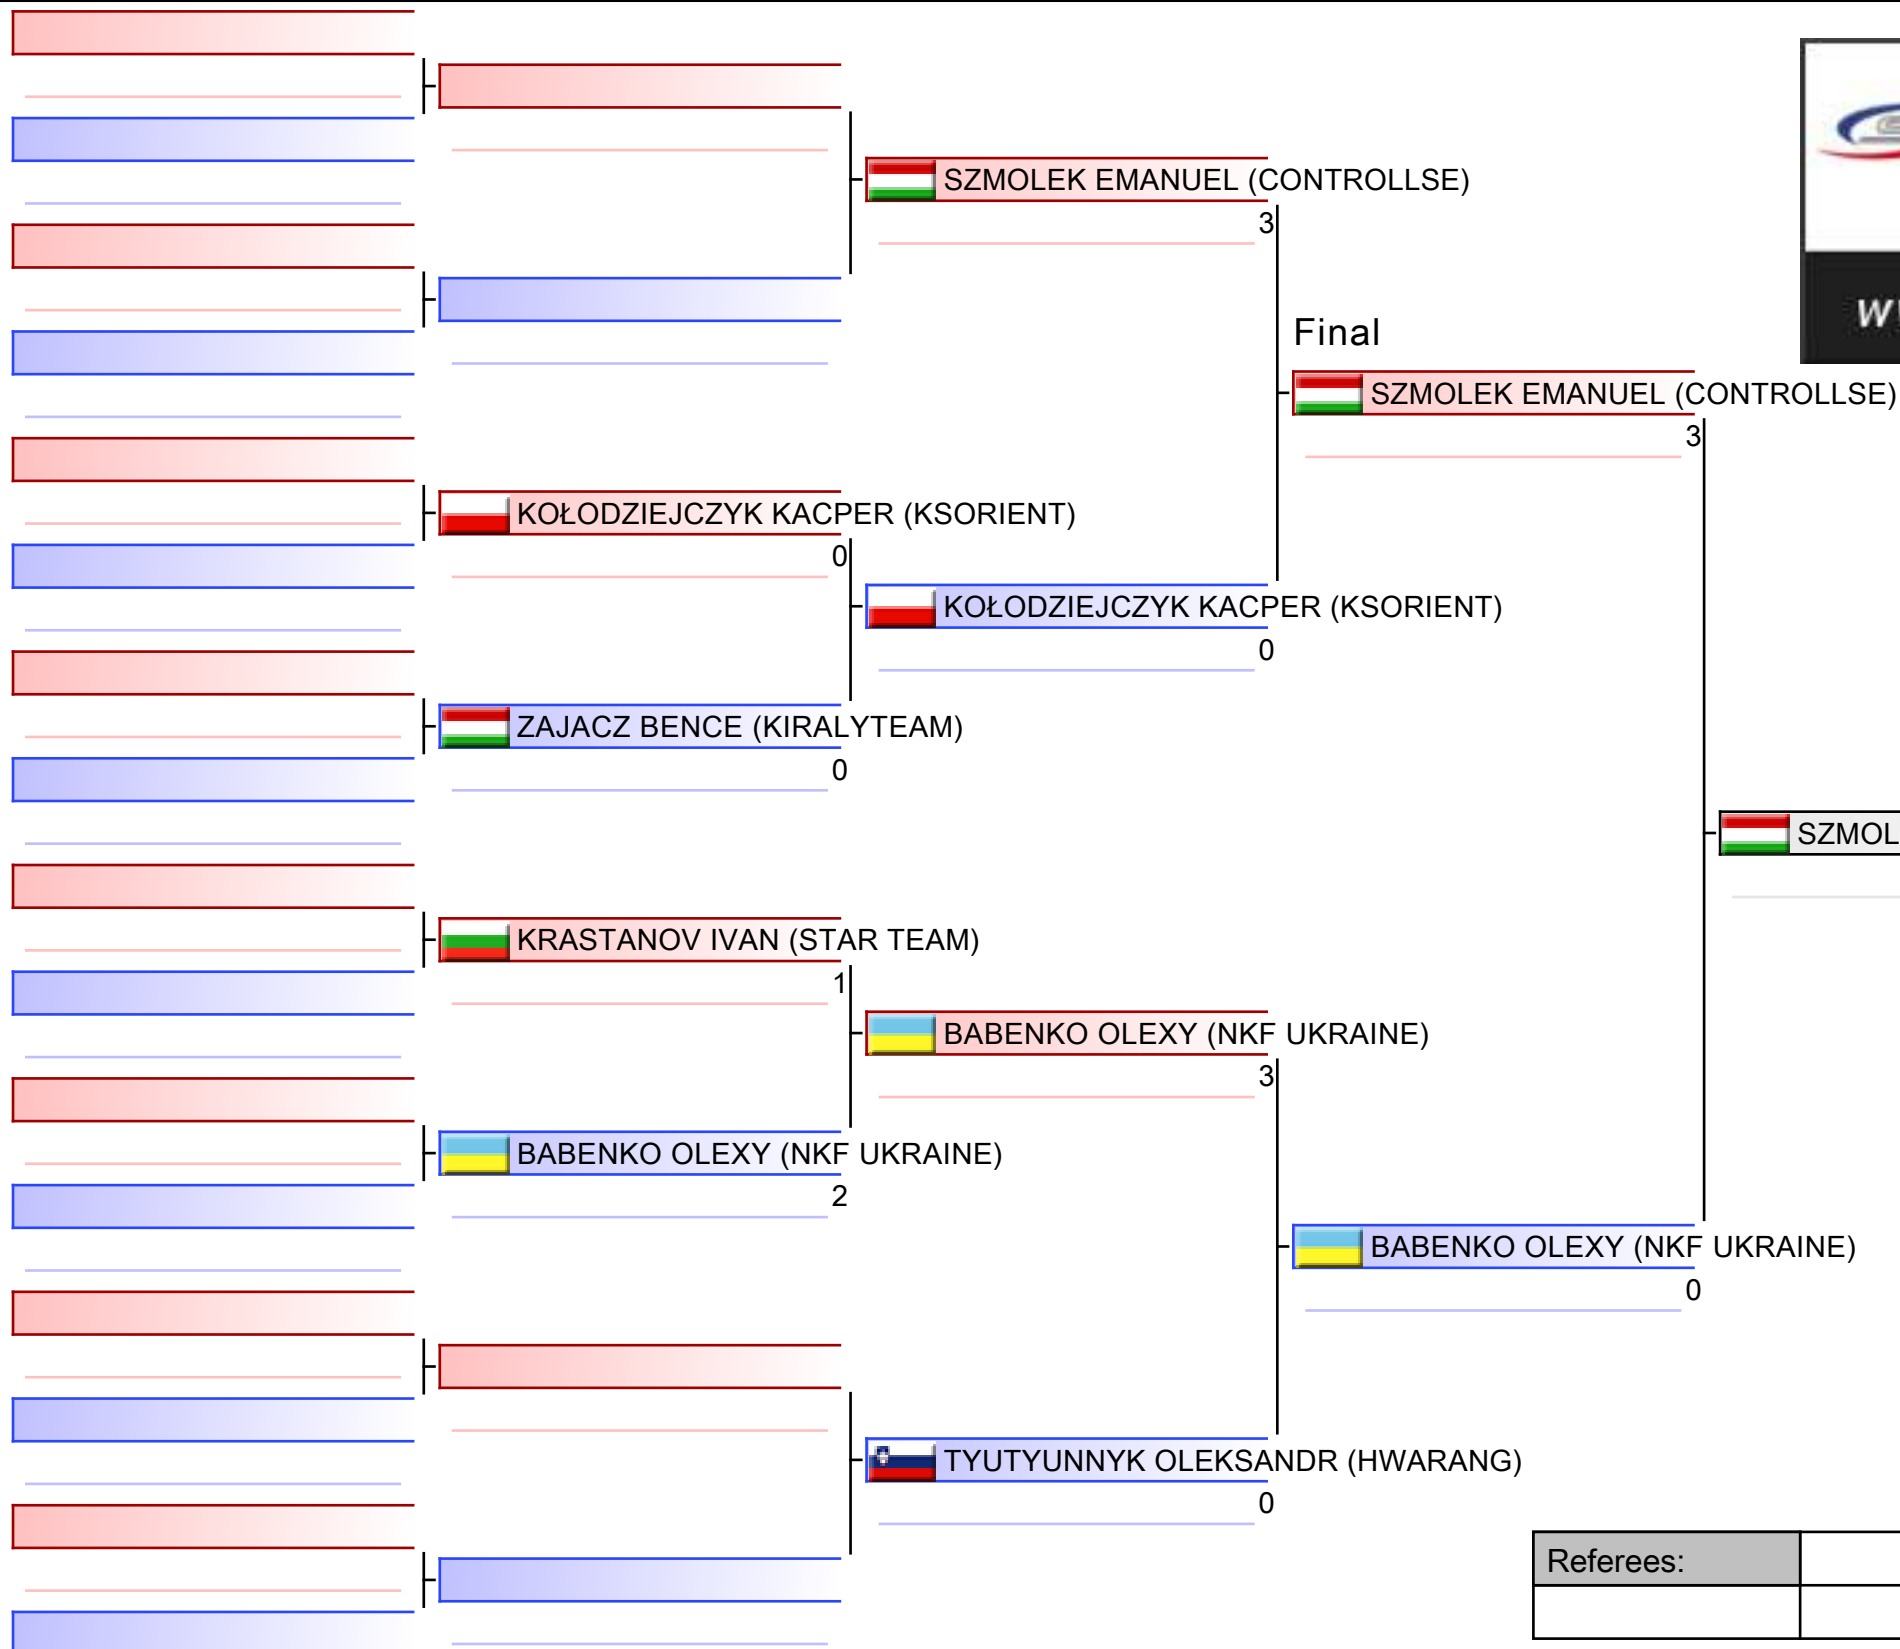 SZMOLEK EMANUEL (CONTROLLSE)
3
Final
SZMOLEK EMANUEL (CONTROLLSE)
3
KOŁODZIEJCZYK KACPER (KSORIENT)
0
KOŁODZIEJCZYK KACPER (KSORIENT)
0
ZAJACZ BENCE (KIRALYTEAM)
0
SZMOL
KRASTANOV IVAN (STAR TEAM)
1
BABENKO OLEXY (NKF UKRAINE)
3
BABENKO OLEXY (NKF UKRAINE)
2
BABENKO OLEXY (NKF UKRAINE)
0
TYUTYUNNYK OLEKSANDR (HWARANG)
0
Referees: